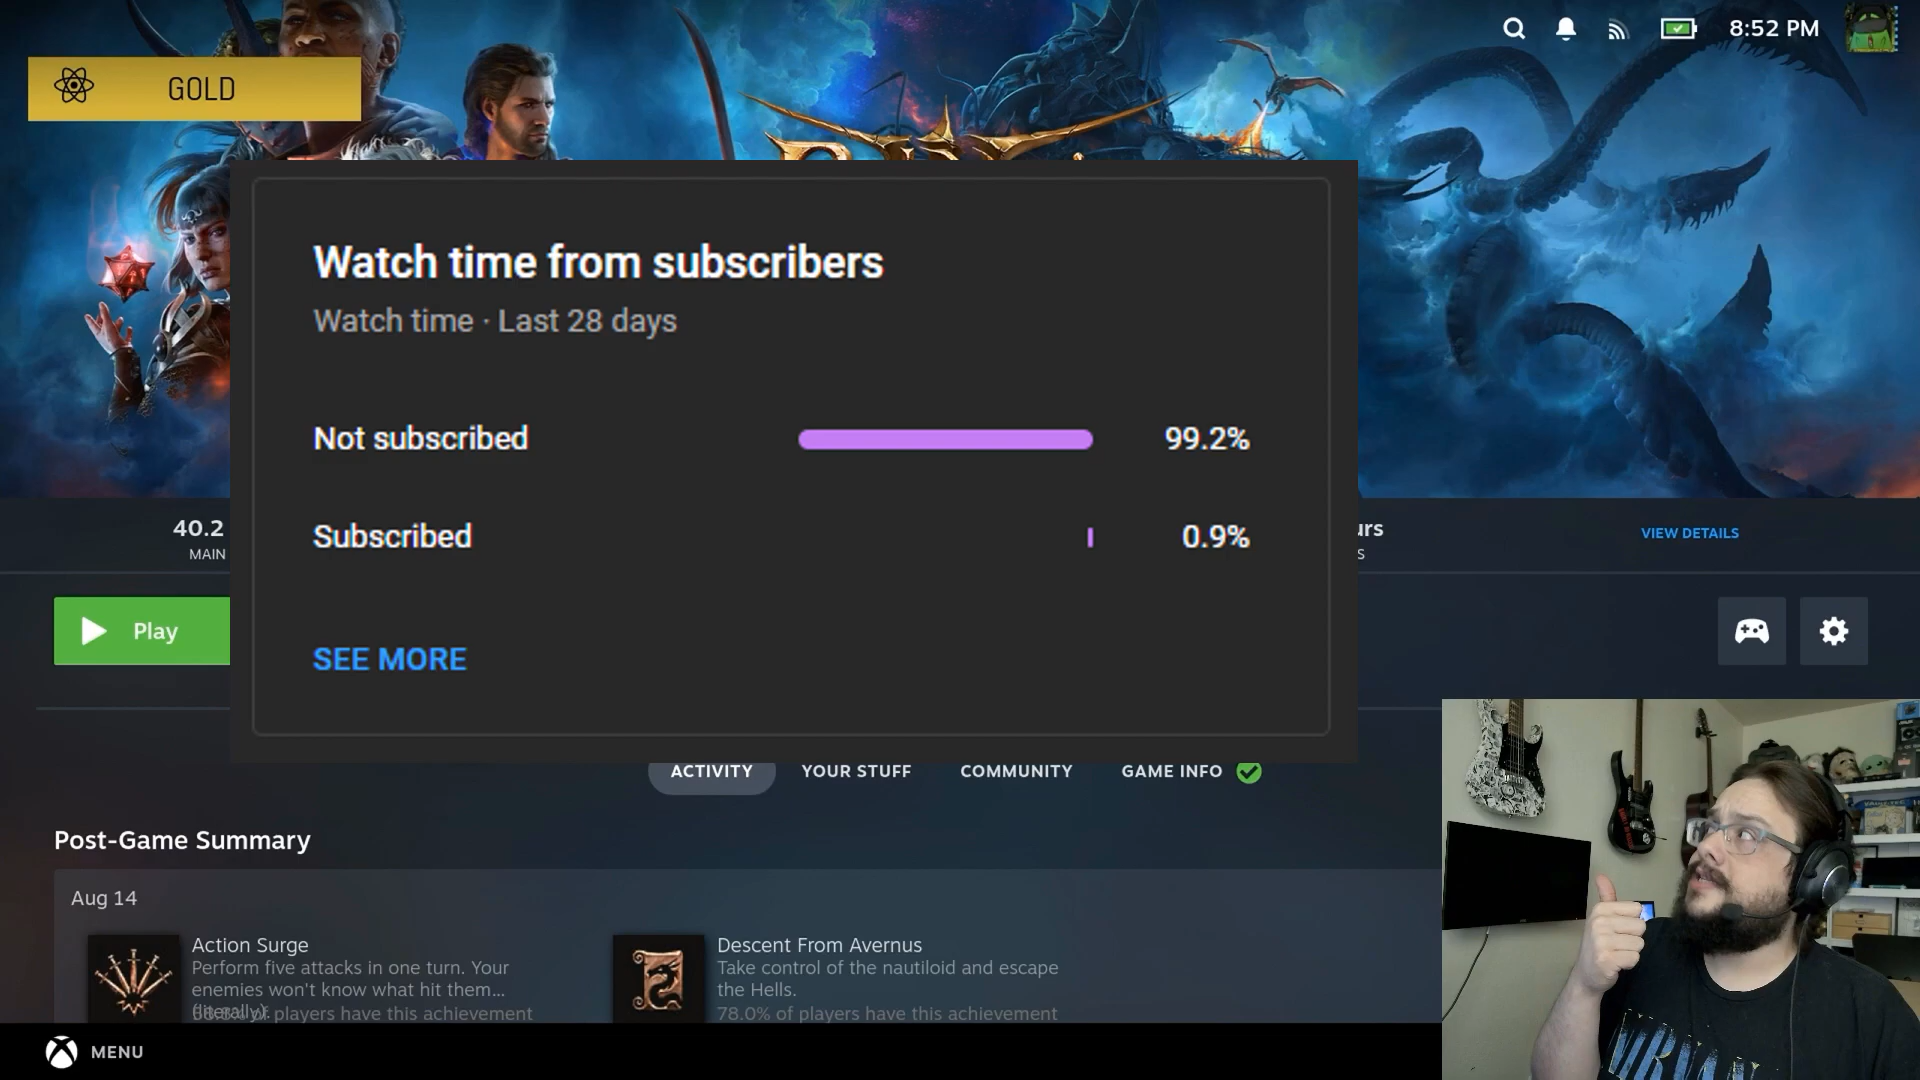 8:52 PM
GOLD
Watch time from subscribers
Watch time · Last 28 days
Not subscribed 99.2%
Subscribed 0.9%
SEE MORE
40.2
MAIN
VIEW DETAILS
Play
ACTIVITY YOUR STUFF COMMUNITY GAME INFO
Post-Game Summary
Aug 14
Action Surge
Perform five attacks in one turn. Your
enemies won't know what hit them...
(literally).
of players have this achievement
Descent From Avernus
Take control of the nautiloid and escape
the Hells.
78.0% of players have this achievement
MENU